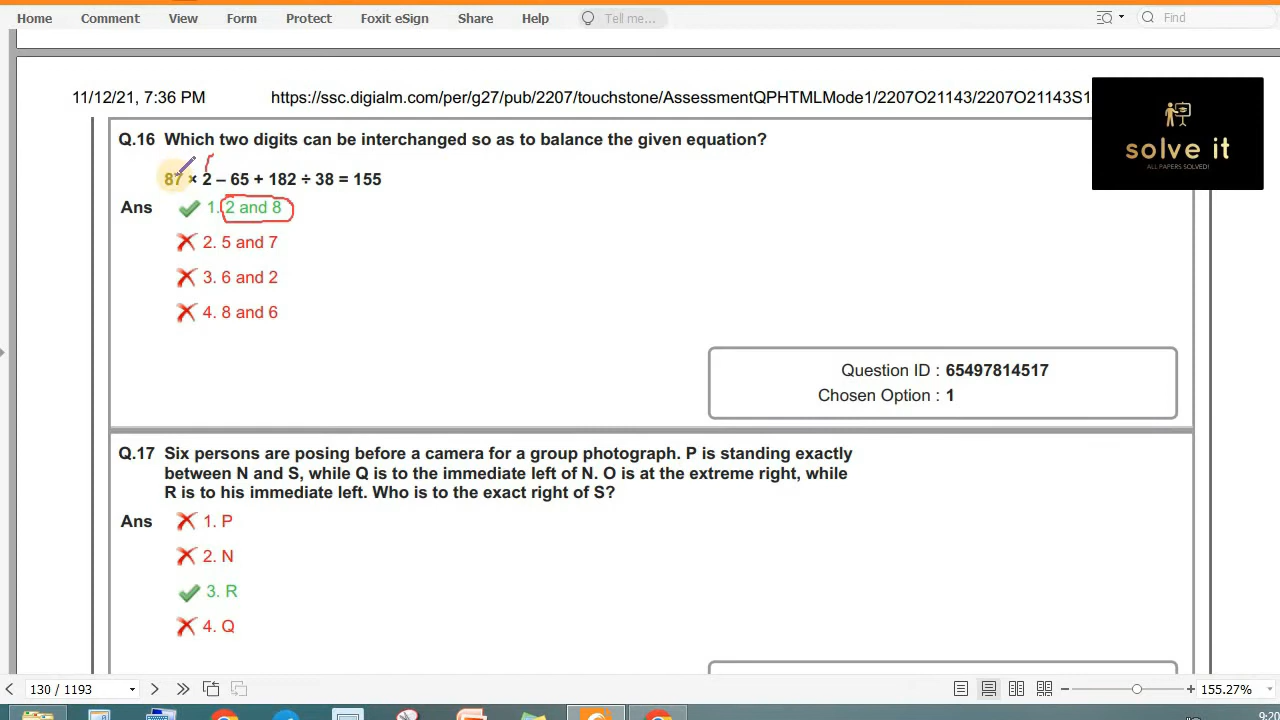 Home Comment View Form Protect Foxit eSign Share Help Tell me... Find
11/12/21, 7:36 PM https://ssc.digialm.com/per/g27/pub/2207/touchstone/AssessmentQPHTMLMode1/2207O21143/2207O21143S1
solve it
ALL PAPERS SOLVED!
Q.16 Which two digits can be interchanged so as to balance the given equation?
87 × 2 – 65 + 182 ÷ 38 = 155
Ans 1. 2 and 8
2. 5 and 7
3. 6 and 2
4. 8 and 6
Question ID : 65497814517
Chosen Option : 1
Q.17 Six persons are posing before a camera for a group photograph. P is standing exactly
between N and S, while Q is to the immediate left of N. O is at the extreme right, while
R is to his immediate left. Who is to the exact right of S?
Ans 1. P
2. N
3. R
4. Q
130 / 1193 155.27%